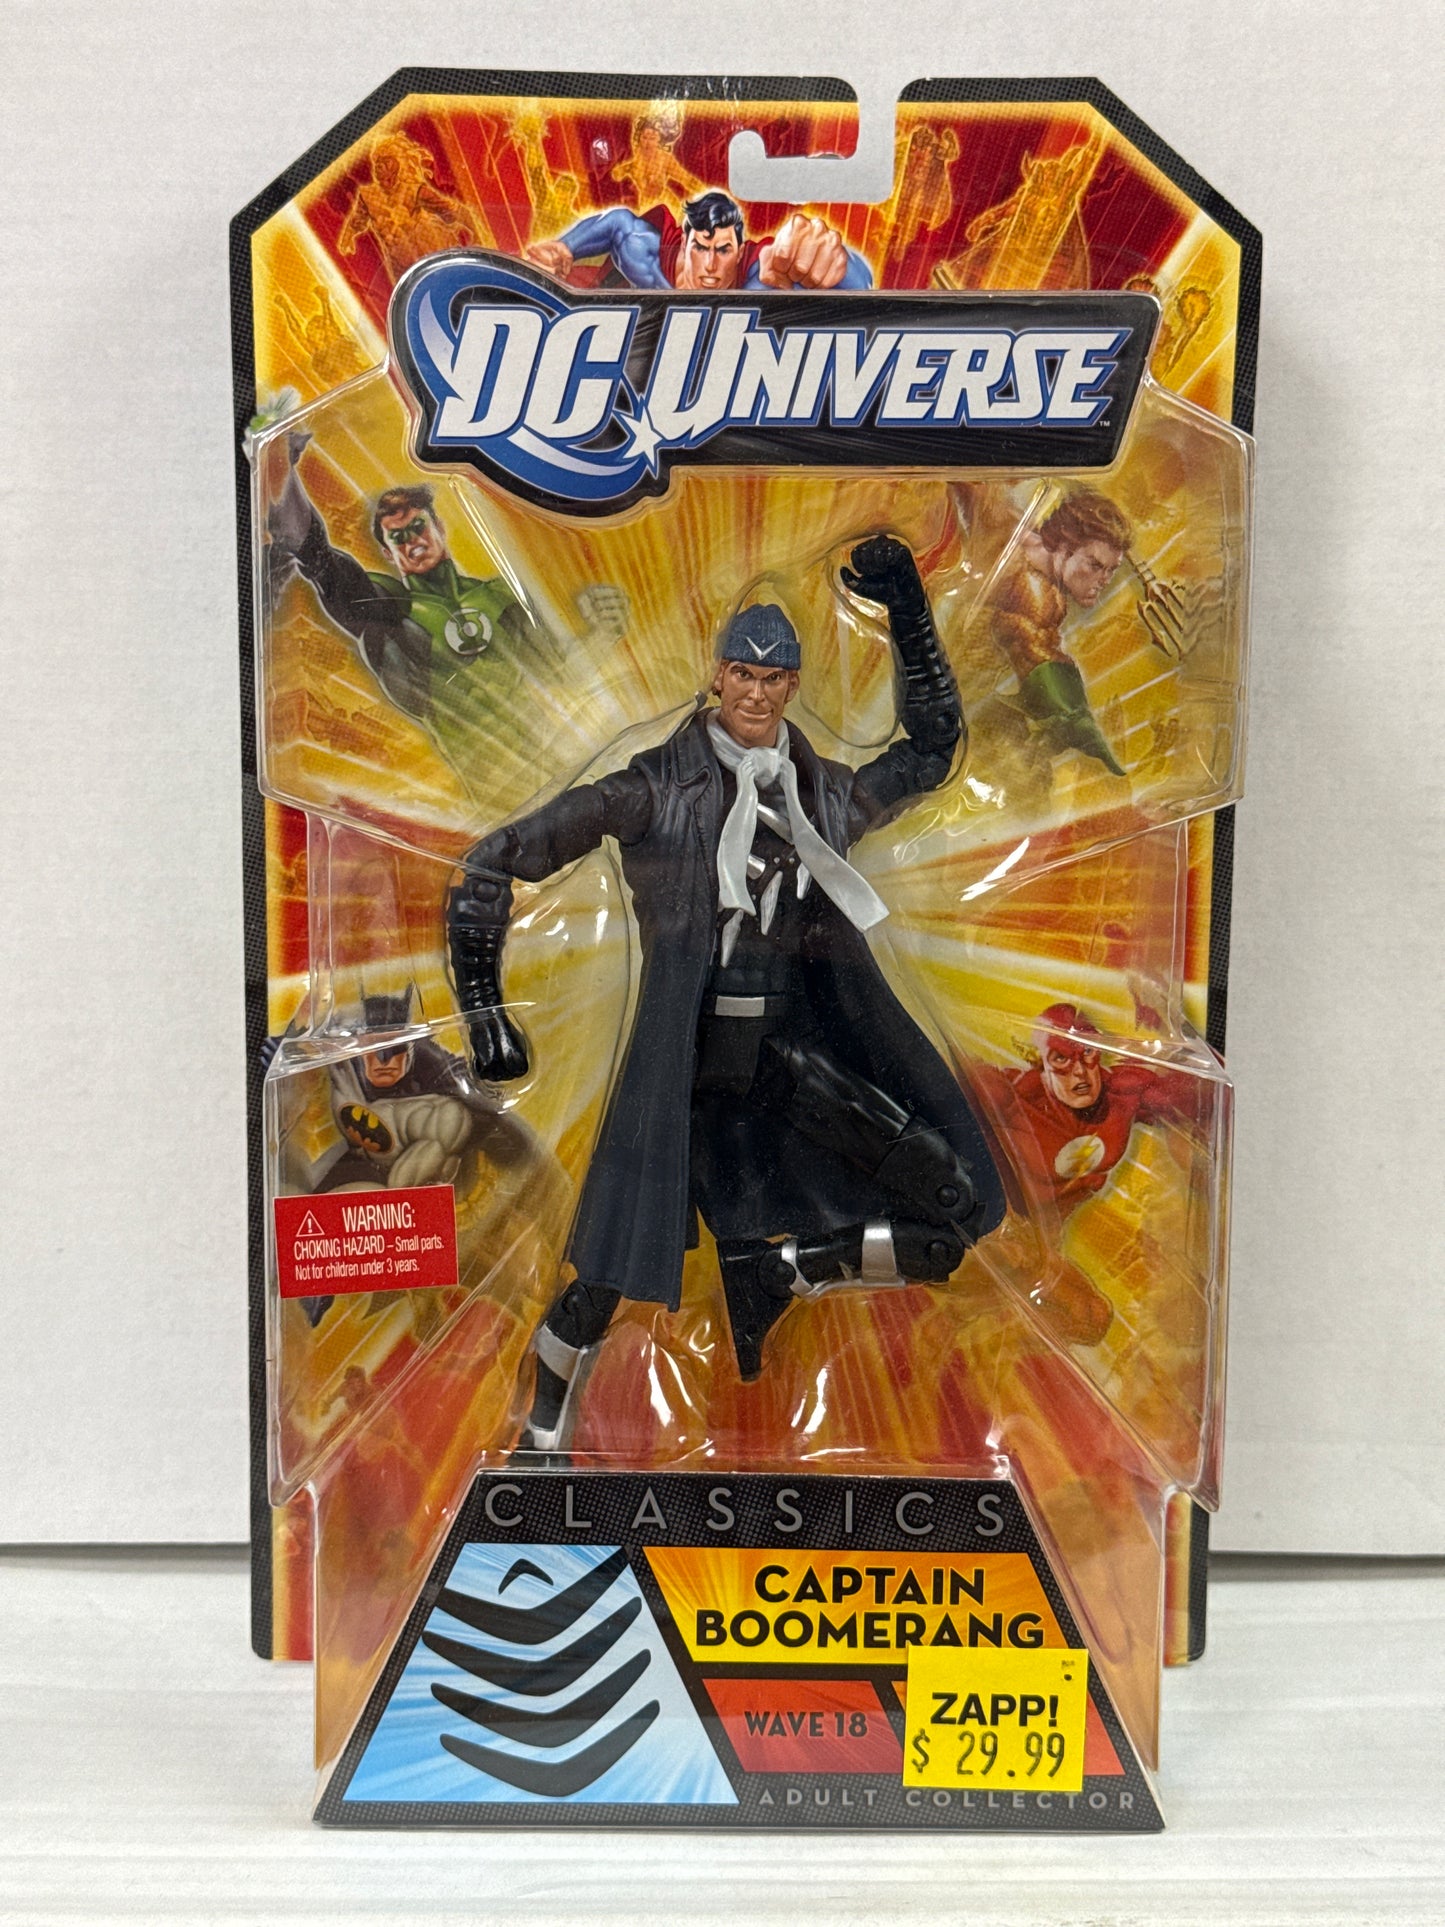 DC UNIVERSE™
WARNING:
CHOKING HAZARD – Small parts.
Not for children under 3 years.
CLASSICS
CAPTAIN
BOOMERANG
WAVE 18
ZAPP!
$ 29.99
ADULT COLLECTOR